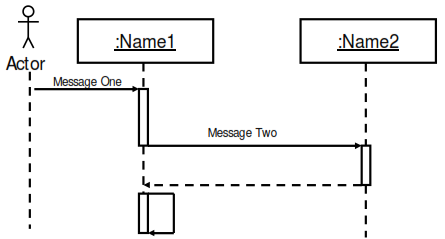 :Name1
:Name2
Actor
Message One
Message Two